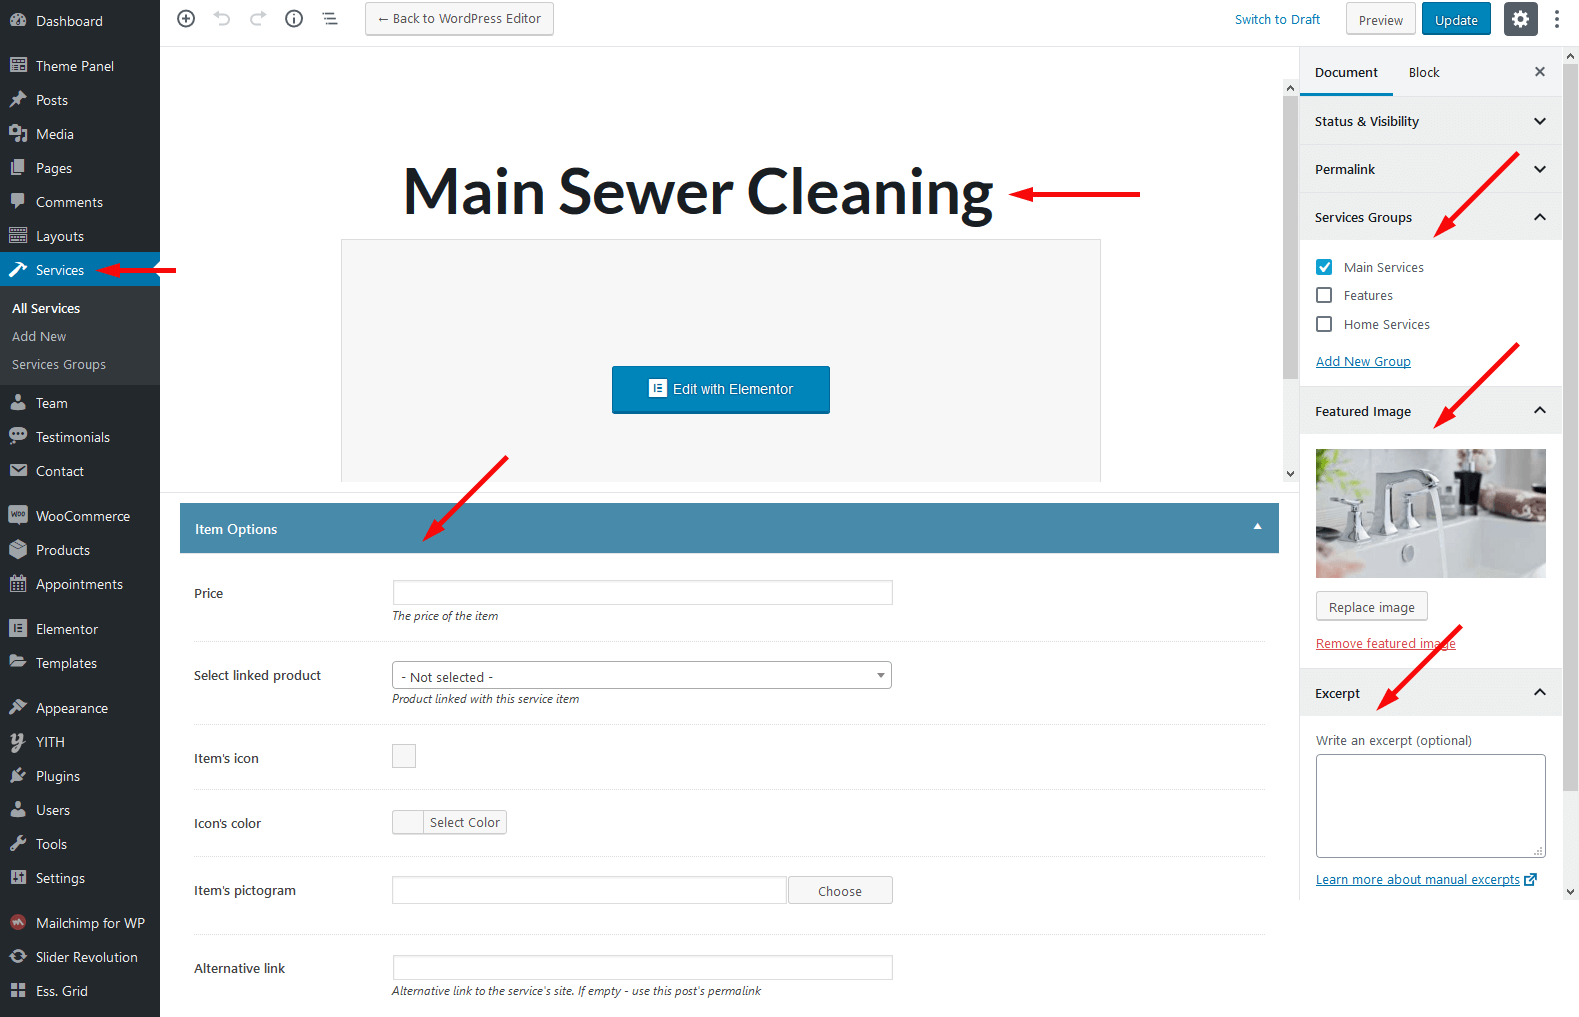 Dashboard
Theme Panel
Posts
Media
Pages
Comments
Layouts
Services
All Services
Add New
Services Groups
Team
Testimonials
Contact
WOO
WooCommerce
Products
Appointments
Elementor
Templates
Appearance
YITH
Plugins
Users
Tools
Settings
Mailchimp for WP
Slider Revolution
Ess. Grid
← Back to WordPress Editor
Switch to Draft
Preview
Update
Main Sewer Cleaning
Edit with Elementor
Item Options
Price
The price of the item
Select linked product
- Not selected -
Product linked with this service item
Item's icon
Icon's color
Select Color
Item's pictogram
Choose
Alternative link
Alternative link to the service's site. If empty - use this post's permalink
Document
Block
Status & Visibility
Permalink
Services Groups
Main Services
Features
Home Services
Add New Group
Featured Image
Replace image
Remove featured image
Excerpt
Write an excerpt (optional)
Learn more about manual excerpts